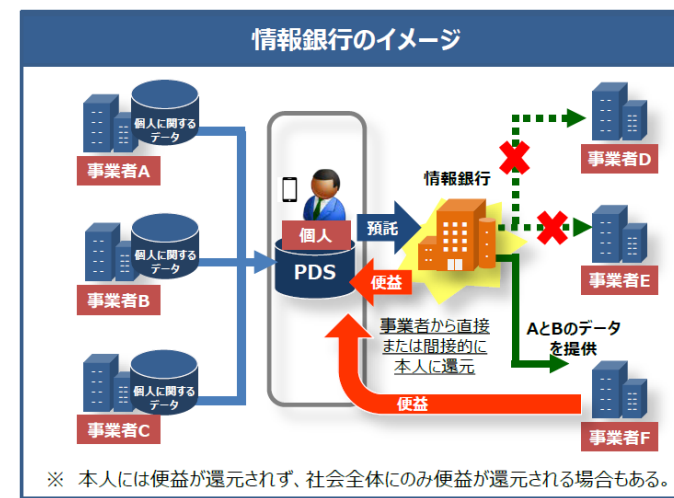 情報銀行のイメージ
個人に関する
データ
事業者A
個人に関する
データ
事業者B
個人に関する
データ
事業者C
個人
PDS
預託
情報銀行
便益
事業者から直接
または間接的に
本人に還元
便益
事業者D
事業者E
AとBのデータ
を提供
事業者F
※ 本人には便益が還元されず、社会全体にのみ便益が還元される場合もある。